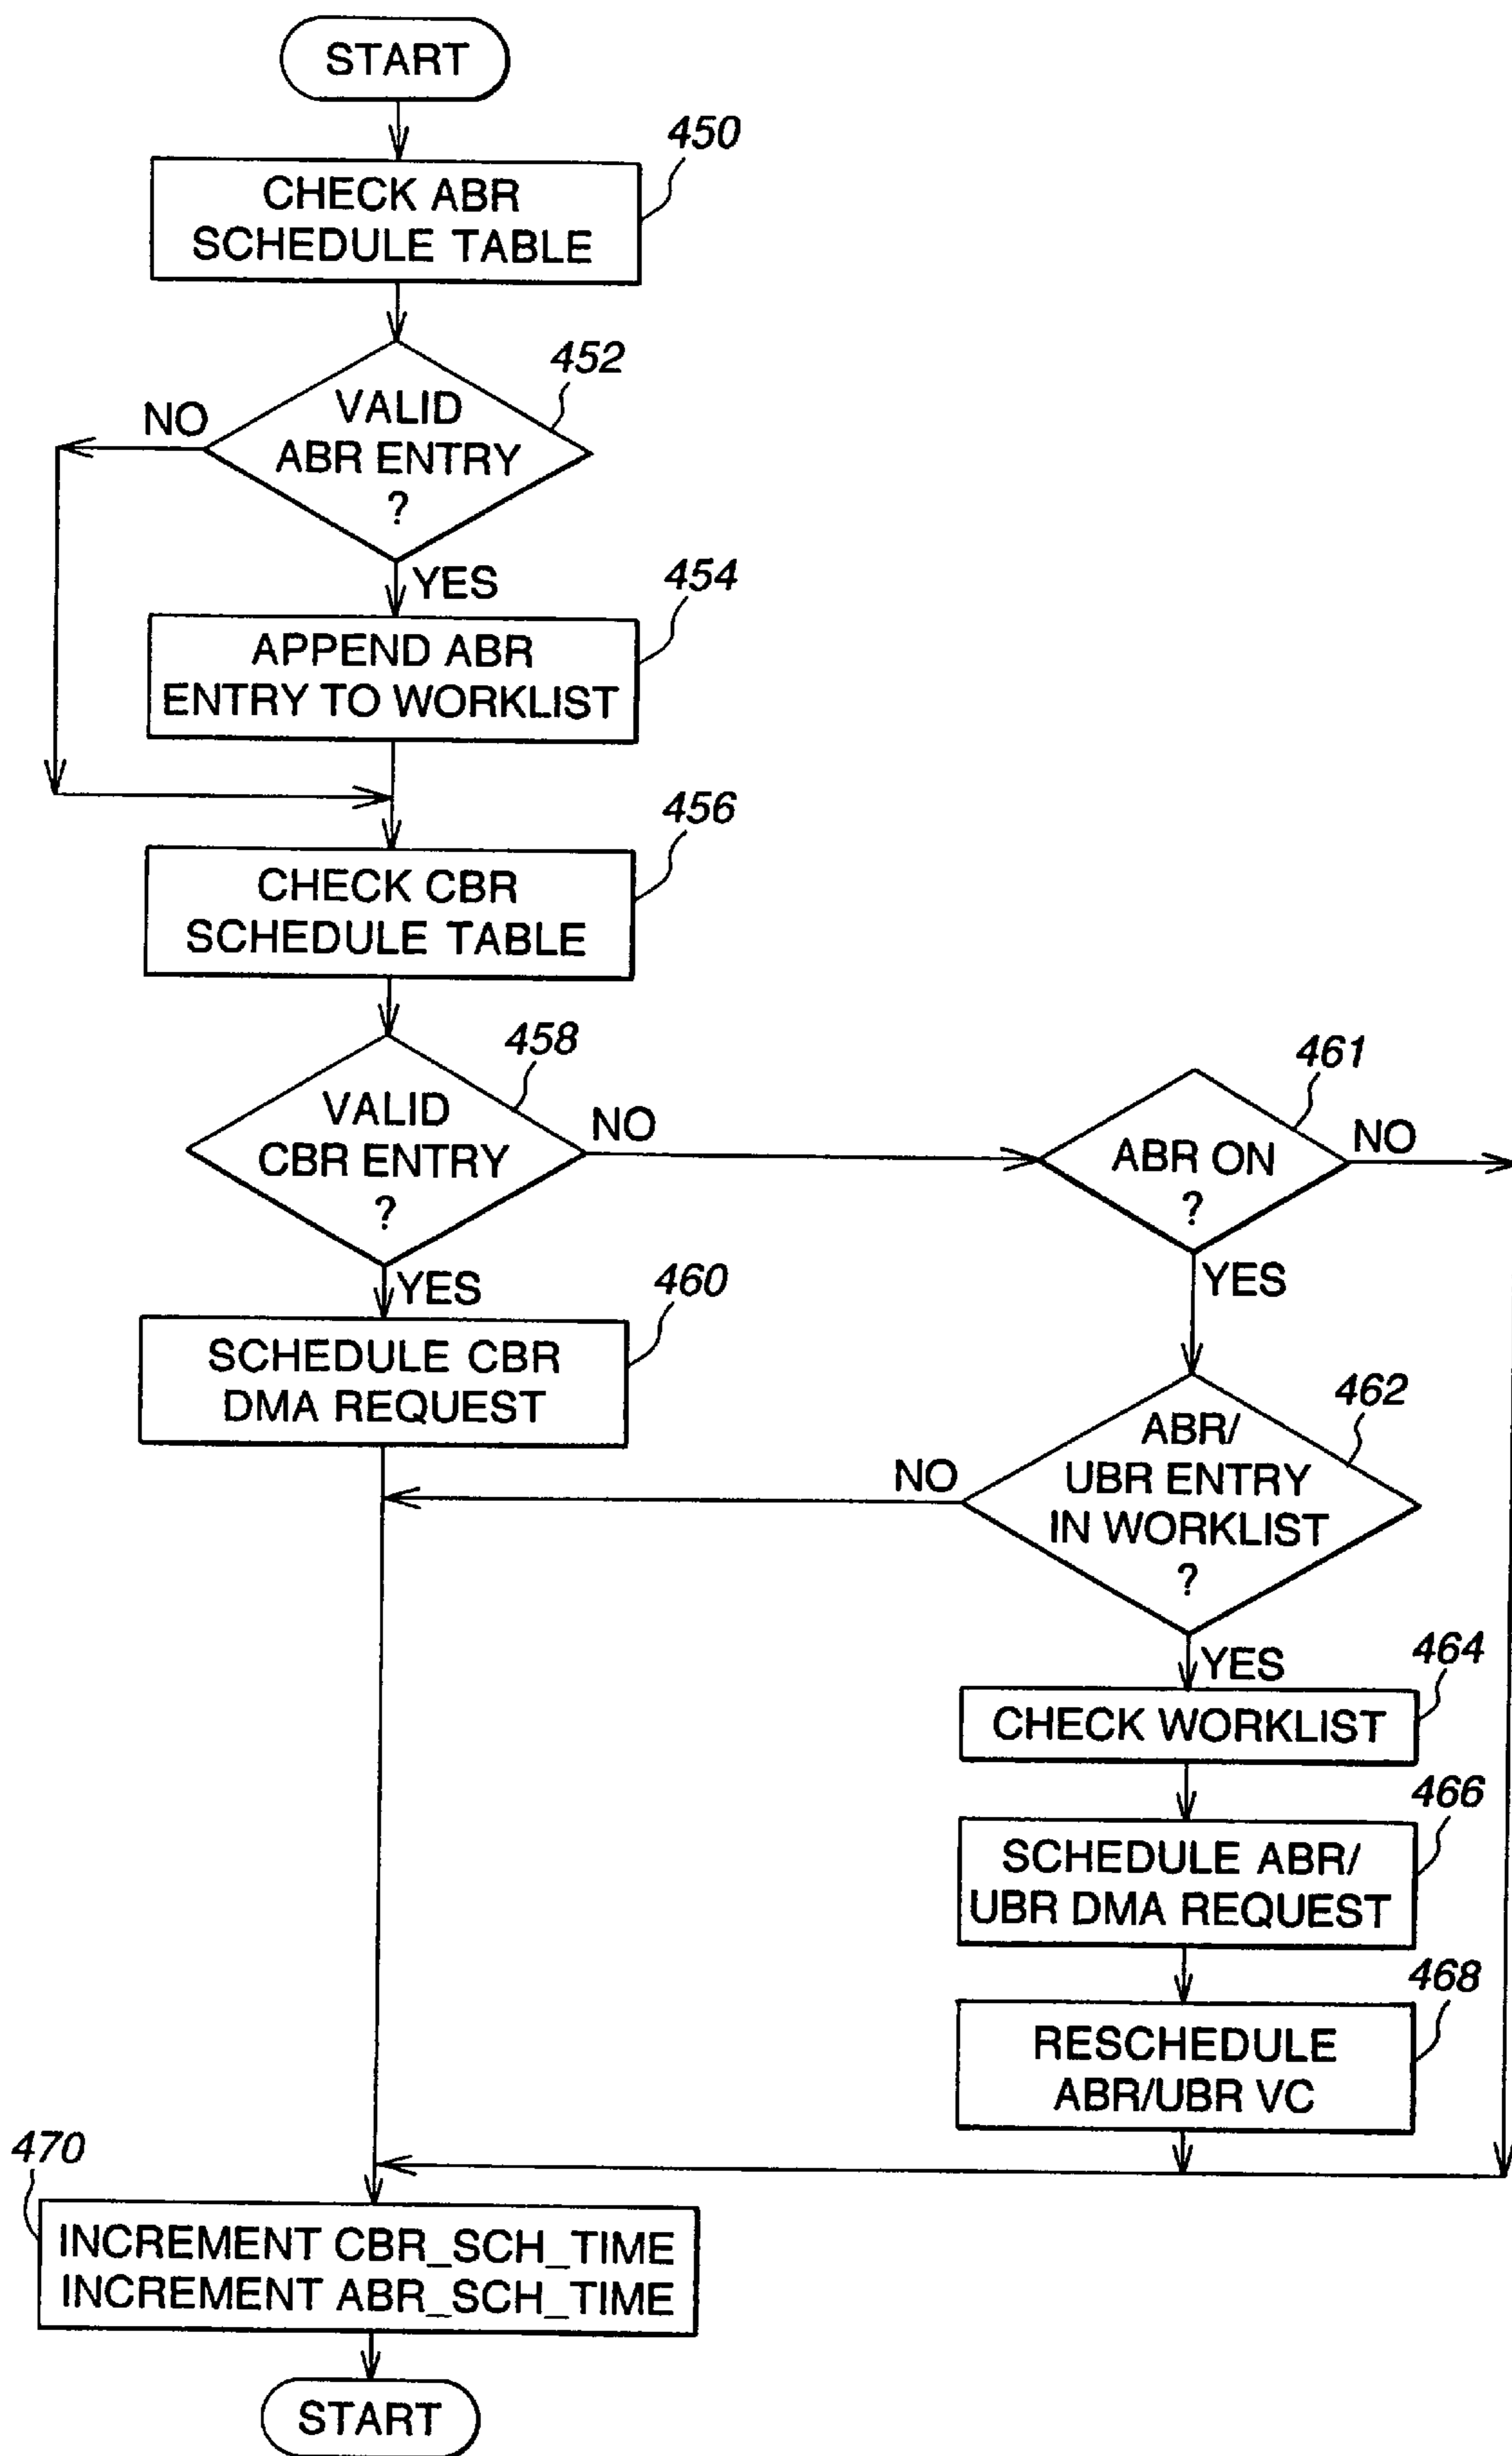 START
450
CHECK ABR
SCHEDULE TABLE
452
NO
VALID
ABR ENTRY
?
YES
454
APPEND ABR
ENTRY TO WORKLIST
456
CHECK CBR
SCHEDULE TABLE
458
VALID
CBR ENTRY
?
NO
461
ABR ON
?
NO
YES
YES
460
SCHEDULE CBR
DMA REQUEST
462
ABR/
UBR ENTRY
IN WORKLIST
?
NO
YES
464
CHECK WORKLIST
466
SCHEDULE ABR/
UBR DMA REQUEST
468
RESCHEDULE
ABR/UBR VC
470
INCREMENT CBR_SCH_TIME
INCREMENT ABR_SCH_TIME
START